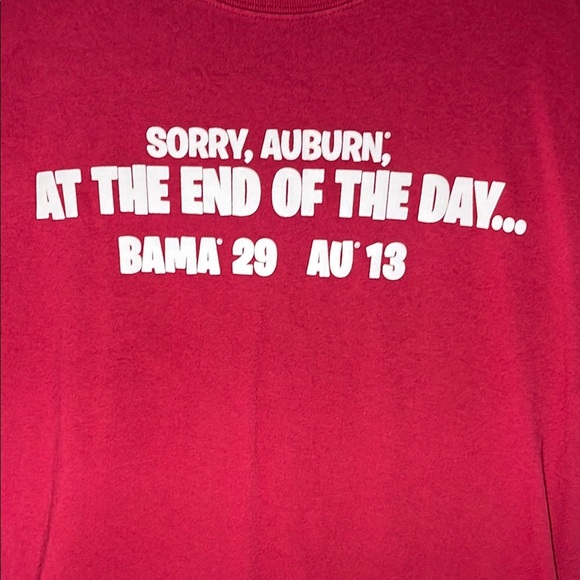 SORRY, AUBURN,
AT THE END OF THE DAY...
BAMA® 29 AU® 13